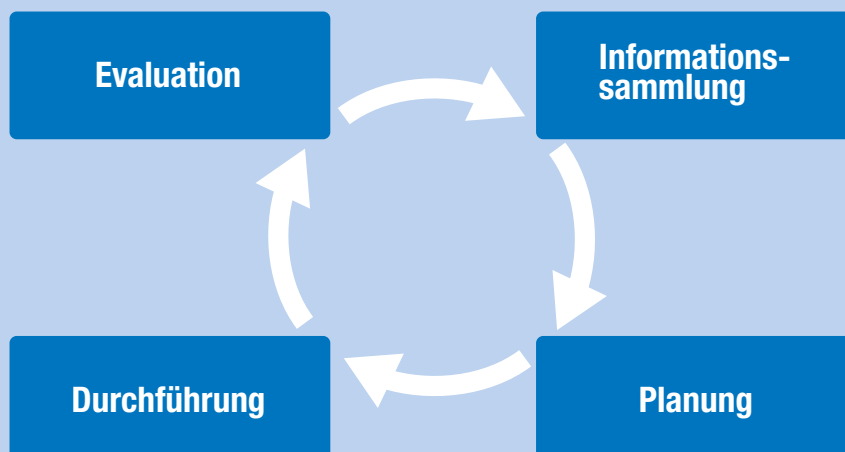 Evaluation
Informations-
sammlung
Durchführung
Planung